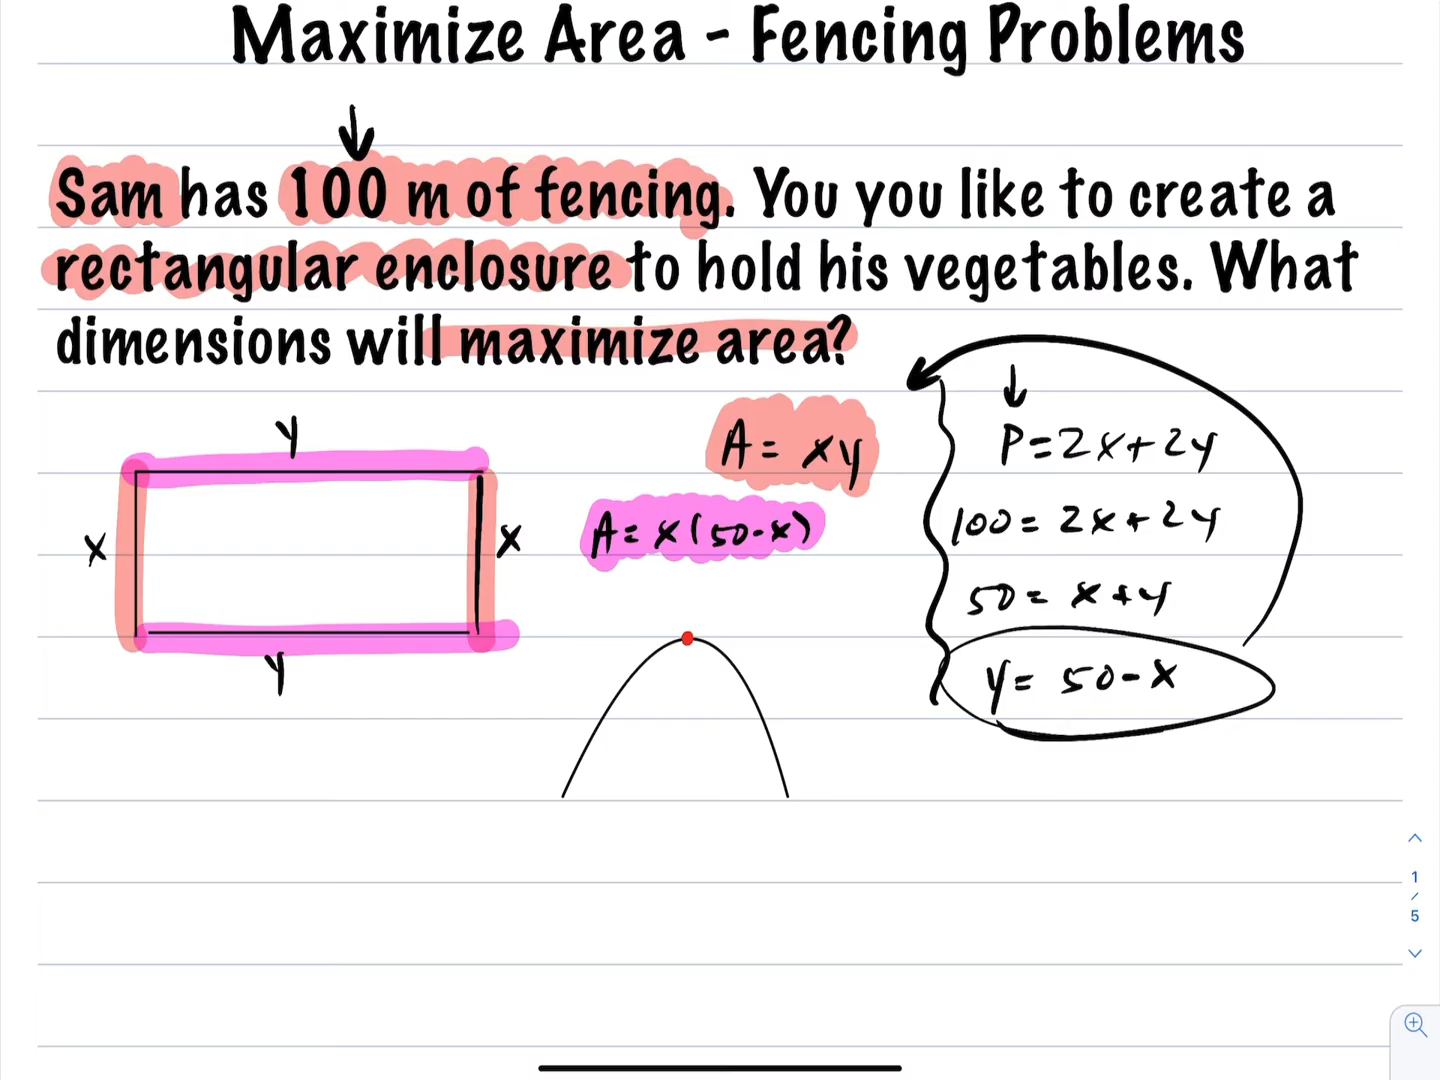 Maximize Area - Fencing Problems
Sam has 100 m of fencing. You you like to create a
rectangular enclosure to hold his vegetables. What
dimensions will maximize area?
y
x
x
y
A = xy
A = x(50-x)
P = 2x + 2y
100 = 2x + 2y
50 = x + y
y = 50 - x
1
/
5